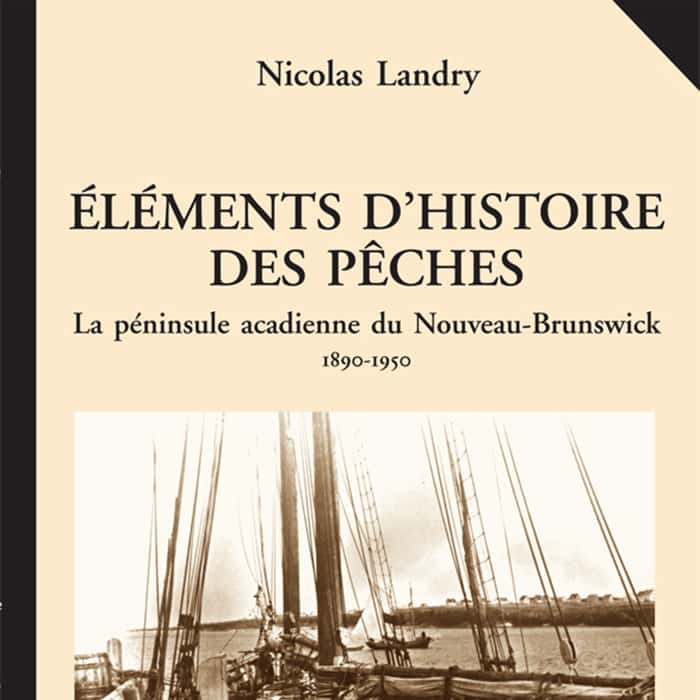 Nicolas Landry
ÉLÉMENTS D'HISTOIRE
DES PÊCHES
La péninsule acadienne du Nouveau-Brunswick
1890-1950